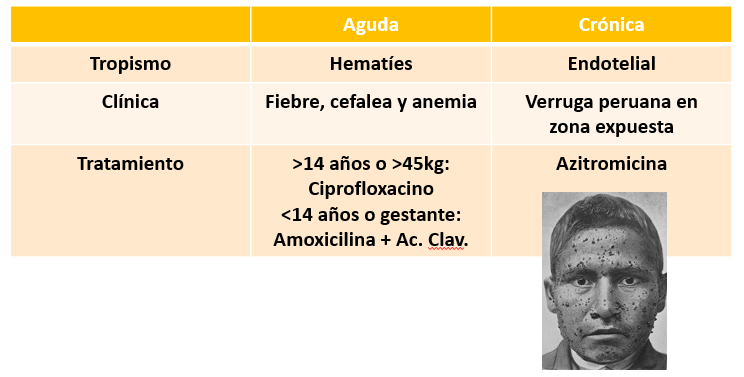 Aguda Crónica
Tropismo Hematíes Endotelial
Clínica Fiebre, cefalea y anemia Verruga peruana en
zona expuesta
Tratamiento >14 años o >45kg: Azitromicina
Ciprofloxacino
<14 años o gestante:
Amoxicilina + Ac. Clav.